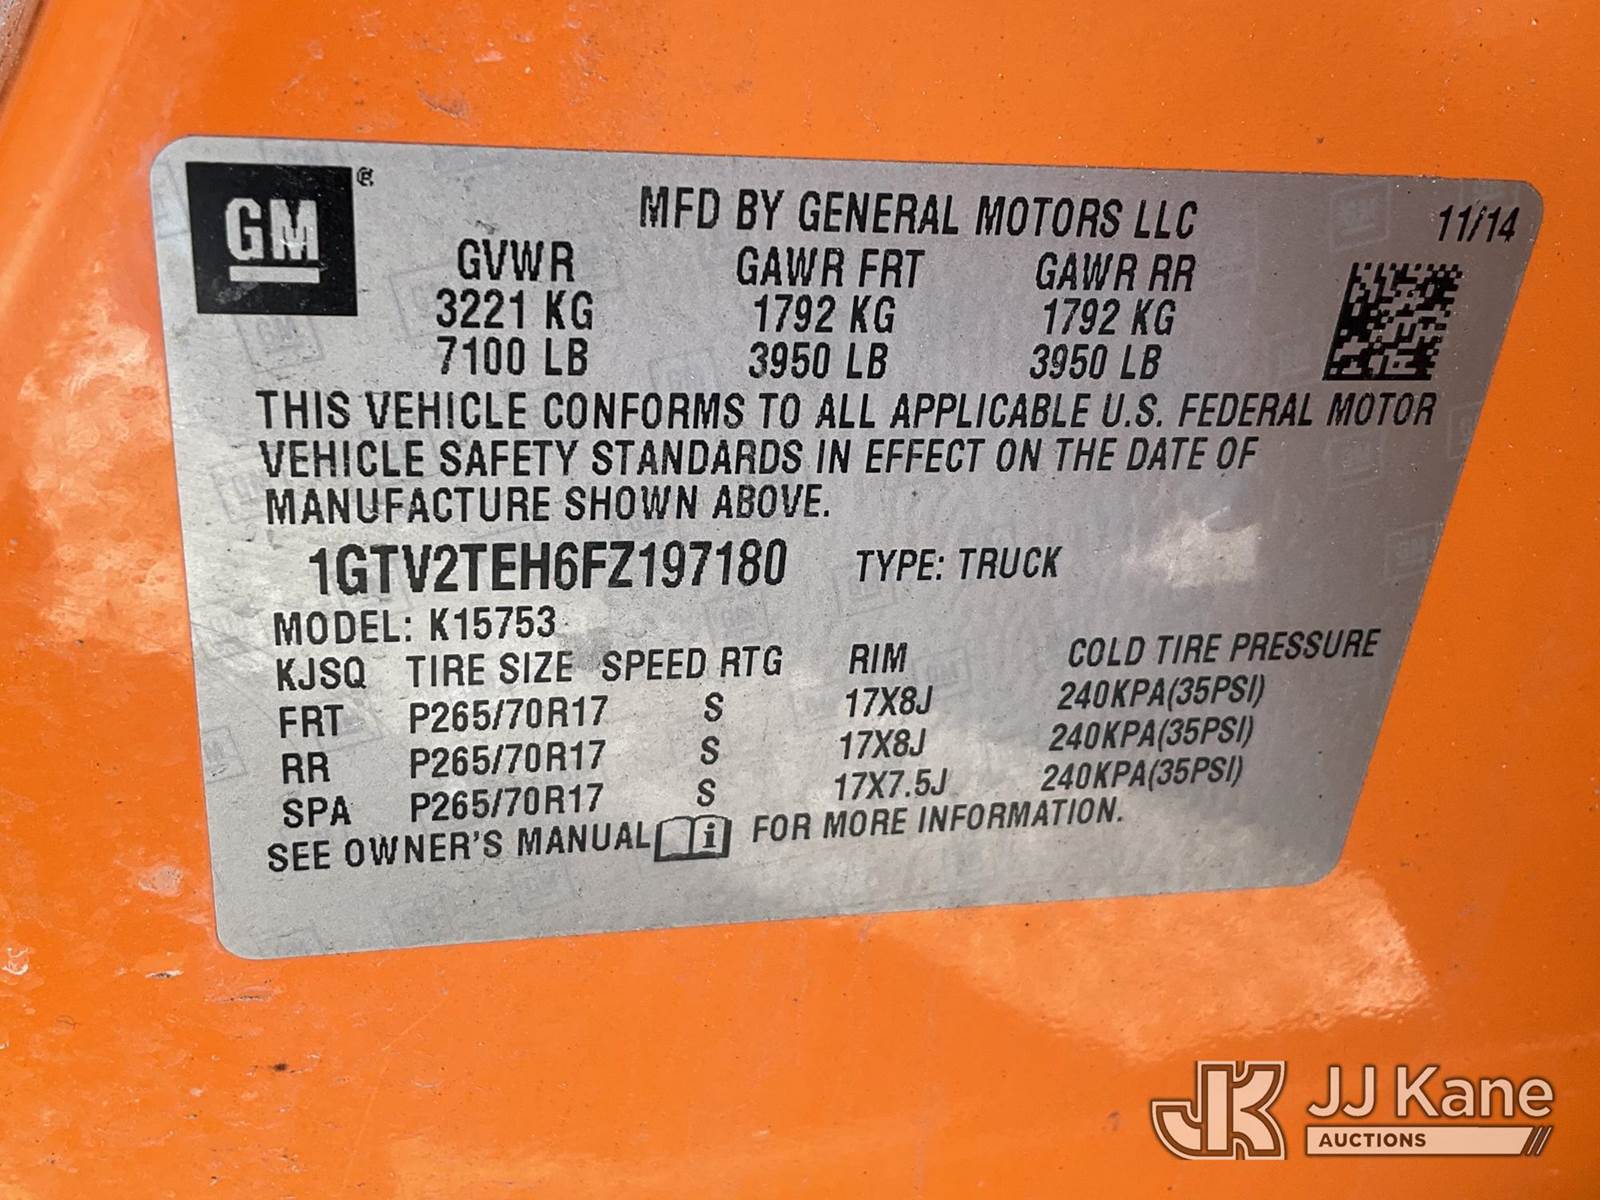 GM
MFD BY GENERAL MOTORS LLC 11/14
GVWR GAWR FRT GAWR RR
3221 KG 1792 KG 1792 KG
7100 LB 3950 LB 3950 LB
THIS VEHICLE CONFORMS TO ALL APPLICABLE U.S. FEDERAL MOTOR
VEHICLE SAFETY STANDARDS IN EFFECT ON THE DATE OF
MANUFACTURE SHOWN ABOVE.
1GTV2TEH6FZ197180 TYPE: TRUCK
MODEL: K15753
KJSQ TIRE SIZE SPEED RTG RIM COLD TIRE PRESSURE
FRT P265/70R17 S 17X8J 240KPA(35PSI)
RR P265/70R17 S 17X8J 240KPA(35PSI)
SPA P265/70R17 S 17X7.5J 240KPA(35PSI)
SEE OWNER'S MANUAL i FOR MORE INFORMATION.
JK JJ Kane
AUCTIONS